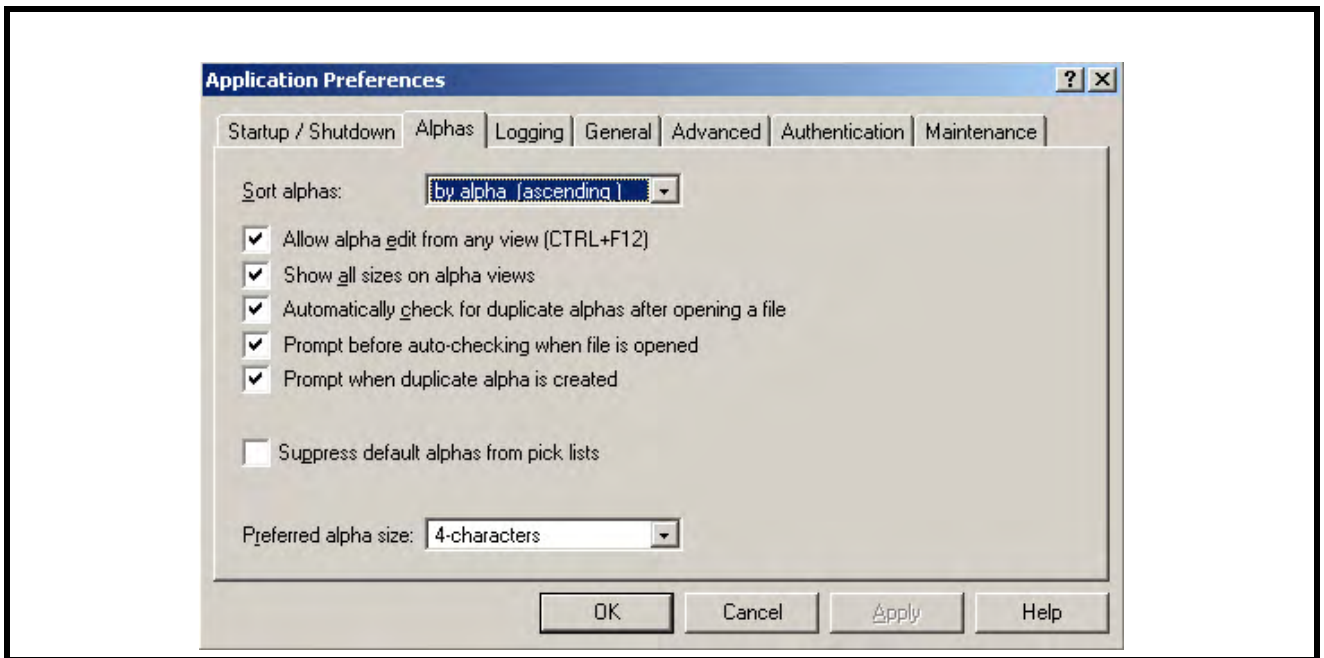 Application Preferences
Startup / Shutdown Alphas Logging General Advanced Authentication Maintenance
Sort alphas: by alpha (ascending)
Allow alpha edit from any view (CTRL+F12)
Show all sizes on alpha views
Automatically check for duplicate alphas after opening a file
Prompt before auto-checking when file is opened
Prompt when duplicate alpha is created
Suppress default alphas from pick lists
Preferred alpha size: 4-characters
OK Cancel Apply Help